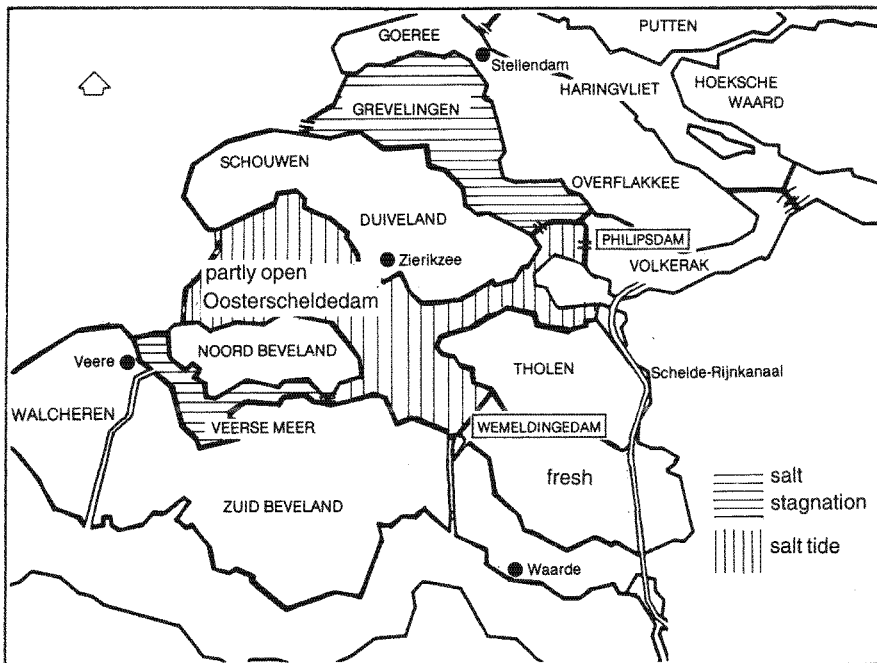 GOEREE
PUTTEN
Stellendam
HARINGVLIET
HOEKSCHE
WAARD
GREVELINGEN
SCHOUWEN
OVERFLAKKEE
DUIVELAND
PHILIPSDAM
Zierikzee
VOLKERAK
partly open
Oosterscheldedam
NOORD BEVELAND
Veere
THOLEN
Schelde-Rijnkanaal
WALCHEREN
VEERSE MEER
WEMELDINGEDAM
fresh
salt
stagnation
ZUID BEVELAND
salt tide
Waarde